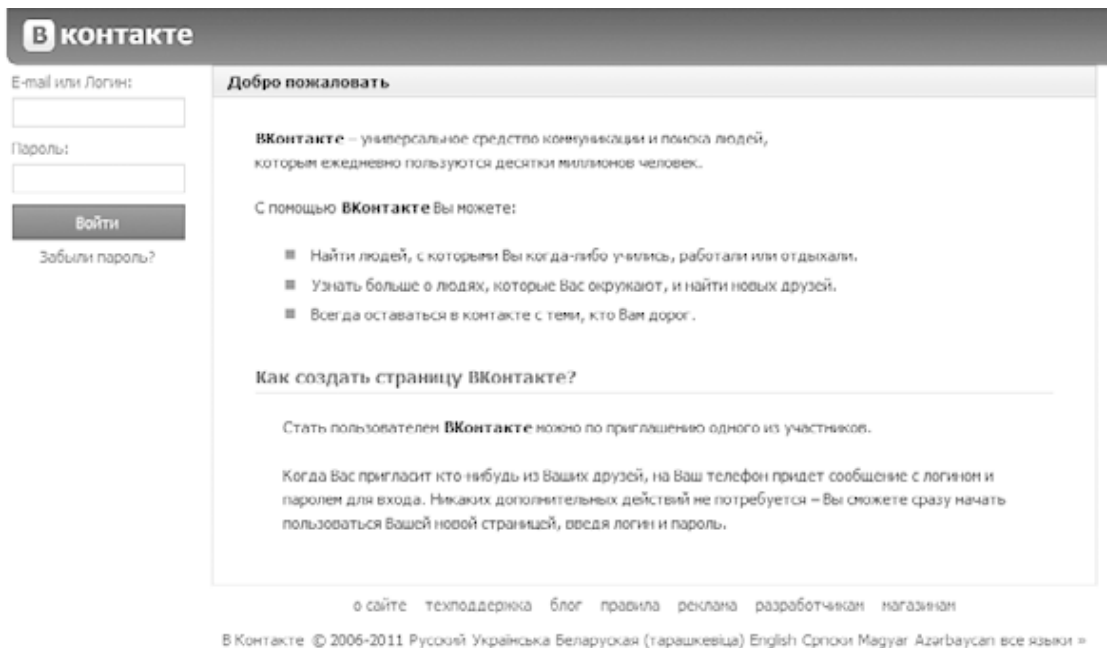 В контакте
E-mail или Логин:
Пароль:
Войти
Забыли пароль?
Добро пожаловать
ВКонтакте – универсальное средство коммуникации и поиска людей,
которым ежедневно пользуются десятки миллионов человек.
С помощью ВКонтакте Вы можете:
Найти людей, с которыми Вы когда-либо учились, работали или отдыхали.
Узнать больше о людях, которые Вас окружают, и найти новых друзей.
Всегда оставаться в контакте с теми, кто Вам дорог.
Как создать страницу ВКонтакте?
Стать пользователем ВКонтакте можно по приглашению одного из участников.
Когда Вас пригласит кто-нибудь из Ваших друзей, на Ваш телефон придет сообщение с логином и
паролем для входа. Никаких дополнительных действий не потребуется – Вы сможете сразу начать
пользоваться Вашей новой страницей, введя логин и пароль.
о сайте техподдержка блог правила реклама разработчикам магазинам
В Контакте © 2006-2011 Русский Українська Беларуская (тарашкевіца) English Српски Magyar Azərbaycan все языки »